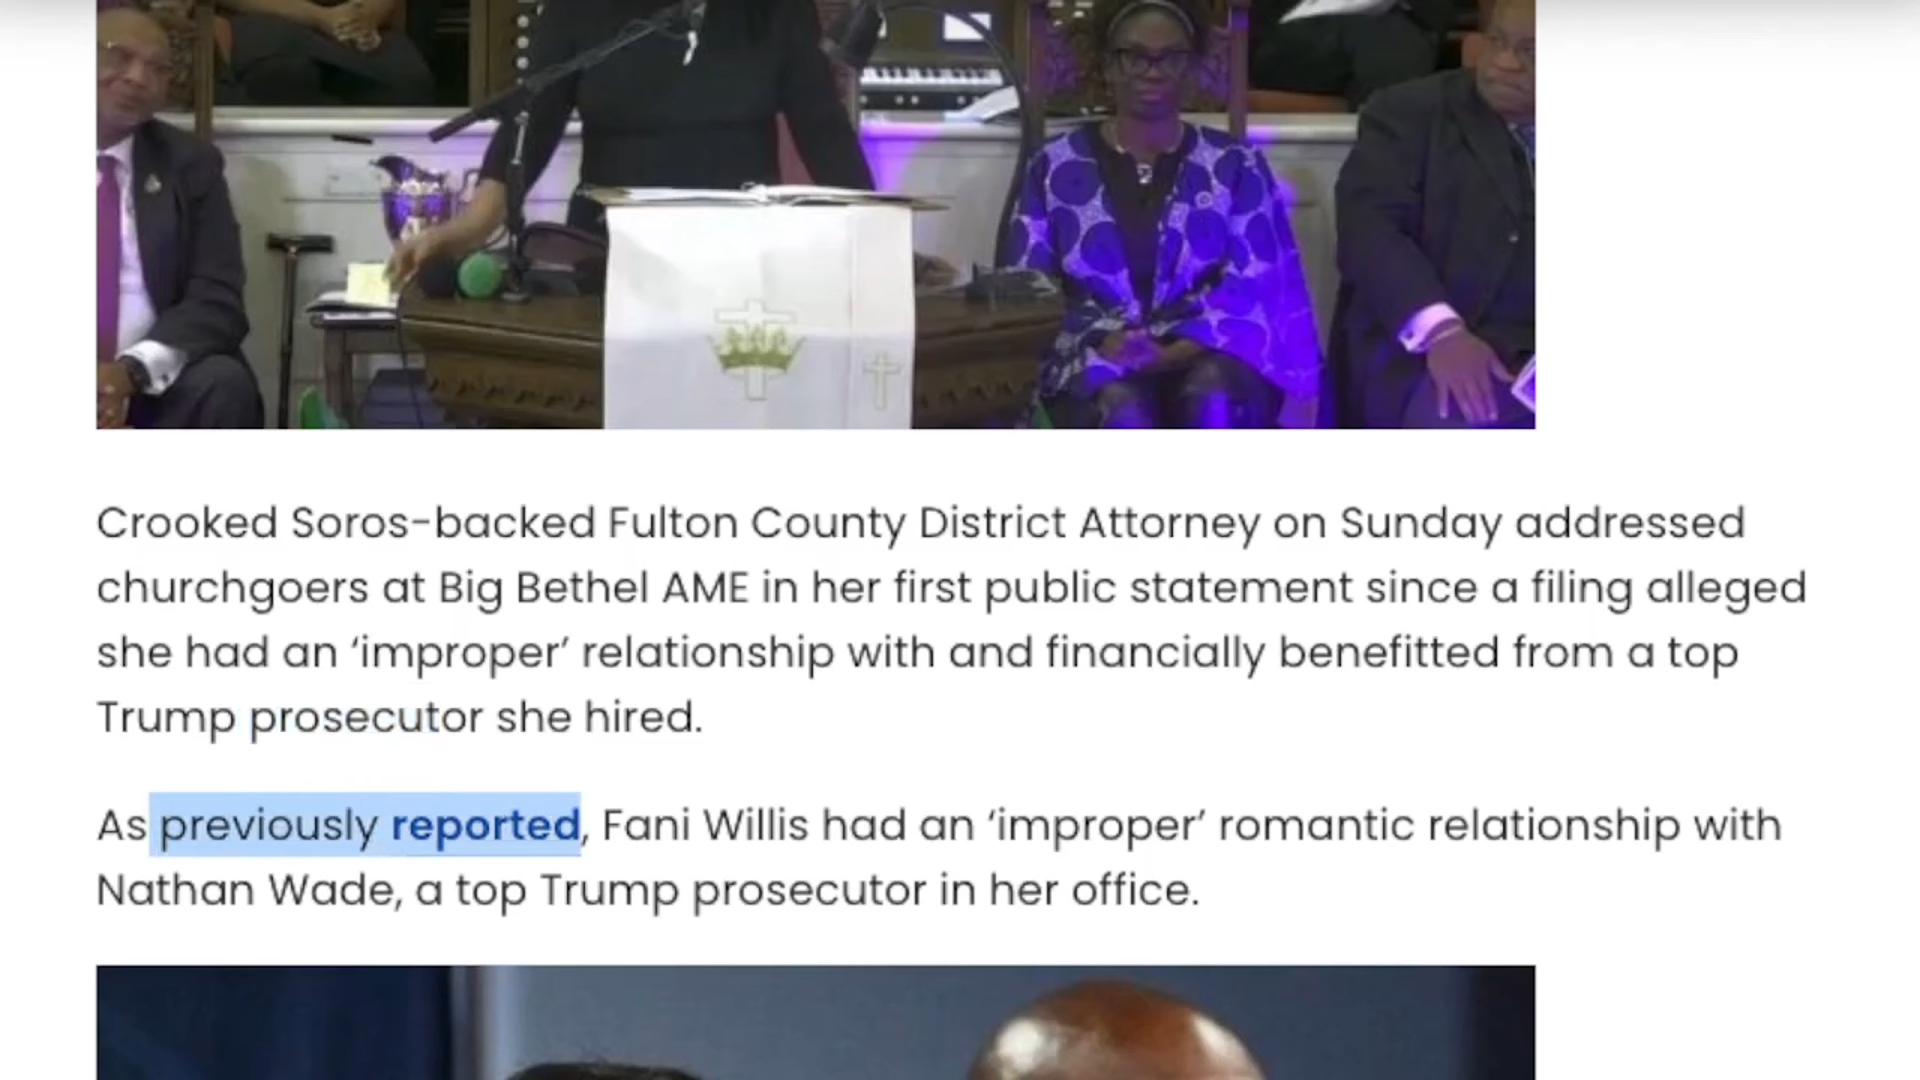 Crooked Soros-backed Fulton County District Attorney on Sunday addressed
churchgoers at Big Bethel AME in her first public statement since a filing alleged
she had an ‘improper’ relationship with and financially benefitted from a top
Trump prosecutor she hired.
As previously reported, Fani Willis had an ‘improper’ romantic relationship with
Nathan Wade, a top Trump prosecutor in her office.